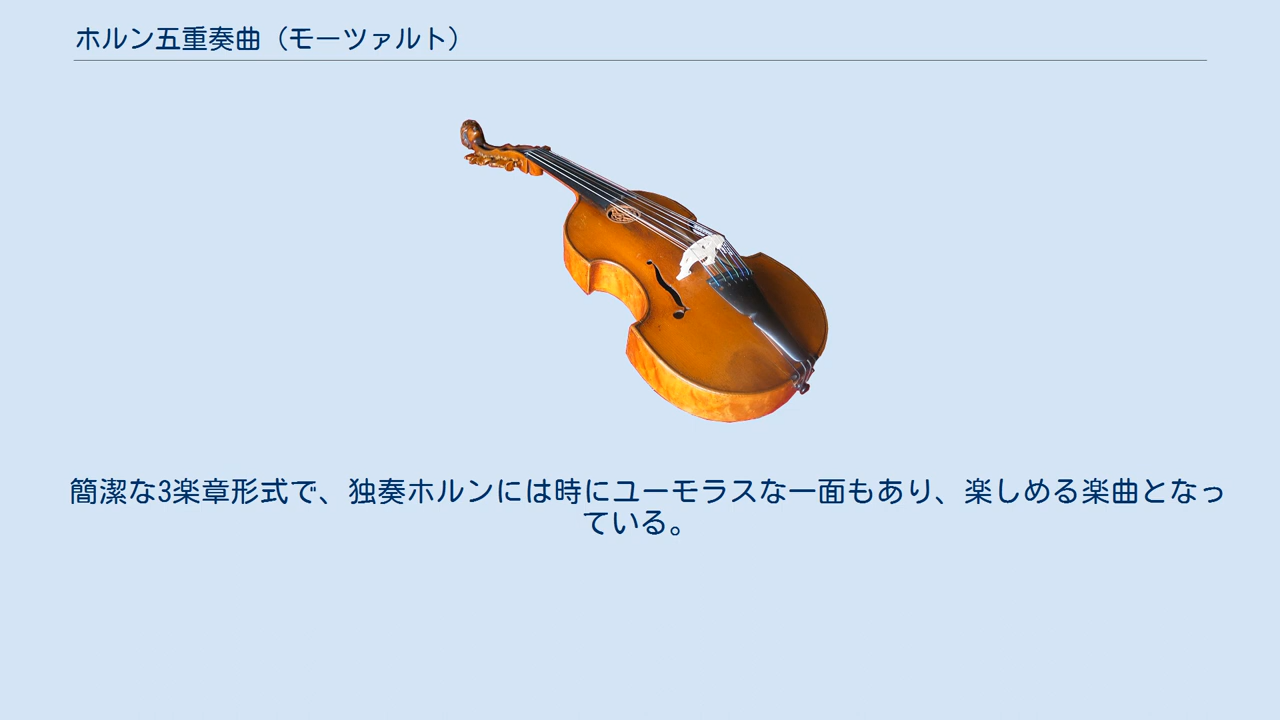 ホルン五重奏曲（モーツァルト）
簡潔な3楽章形式で、独奏ホルンには時にユーモラスな一面もあり、楽しめる楽曲となっ
ている。